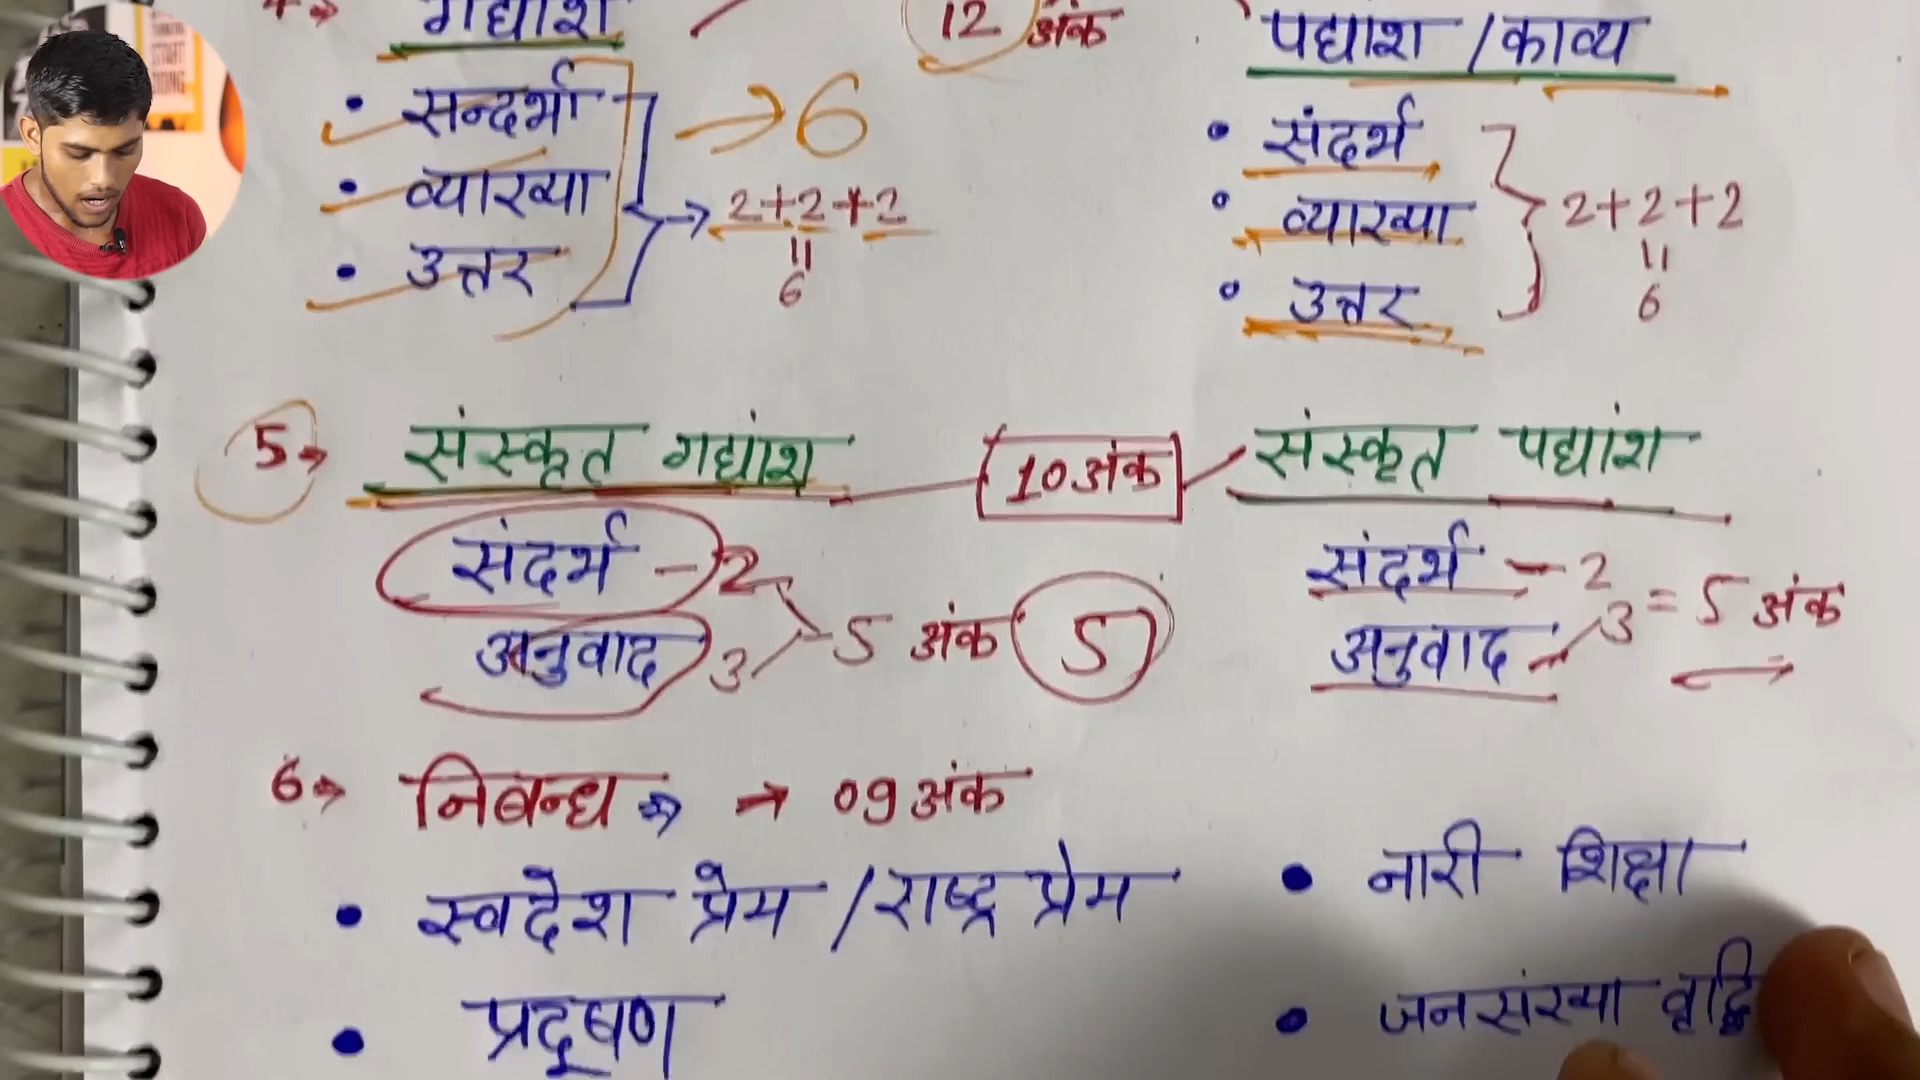 4→ गद्यांश
12 अंक
पद्यांश / काव्य
• सन्दर्भ
• व्याख्या
• उत्तर
→ 6
→ 2+2+2
॥
6
• संदर्भ
• व्याख्या
• उत्तर
2+2+2
॥
6
5→ संस्कृत गद्यांश
10 अंक
संस्कृत पद्यांश
संदर्भ – 2
अनुवाद 3
5 अंक 5
संदर्भ – 2
अनुवाद – 3
= 5 अंक
6→ निबन्ध → → 09 अंक
• स्वदेश प्रेम / राष्ट्र प्रेम
• नारी शिक्षा
• प्रदूषण
• जनसंख्या वृद्धि